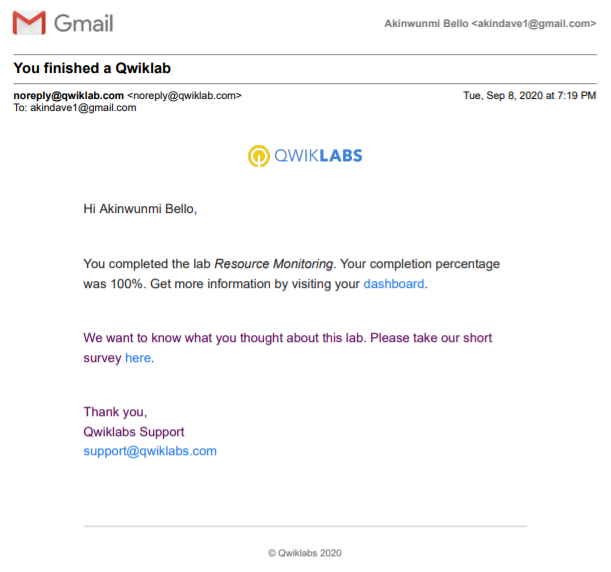 Gmail
Akinwunmi Bello <akindave1@gmail.com>
You finished a Qwiklab
noreply@qwiklab.com <noreply@qwiklab.com>
Tue, Sep 8, 2020 at 7:19 PM
To: akindave1@gmail.com
QWIKLABS
Hi Akinwunmi Bello,
You completed the lab Resource Monitoring. Your completion percentage
was 100%. Get more information by visiting your dashboard.
We want to know what you thought about this lab. Please take our short
survey here.
Thank you,
Qwiklabs Support
support@qwiklabs.com
© Qwiklabs 2020